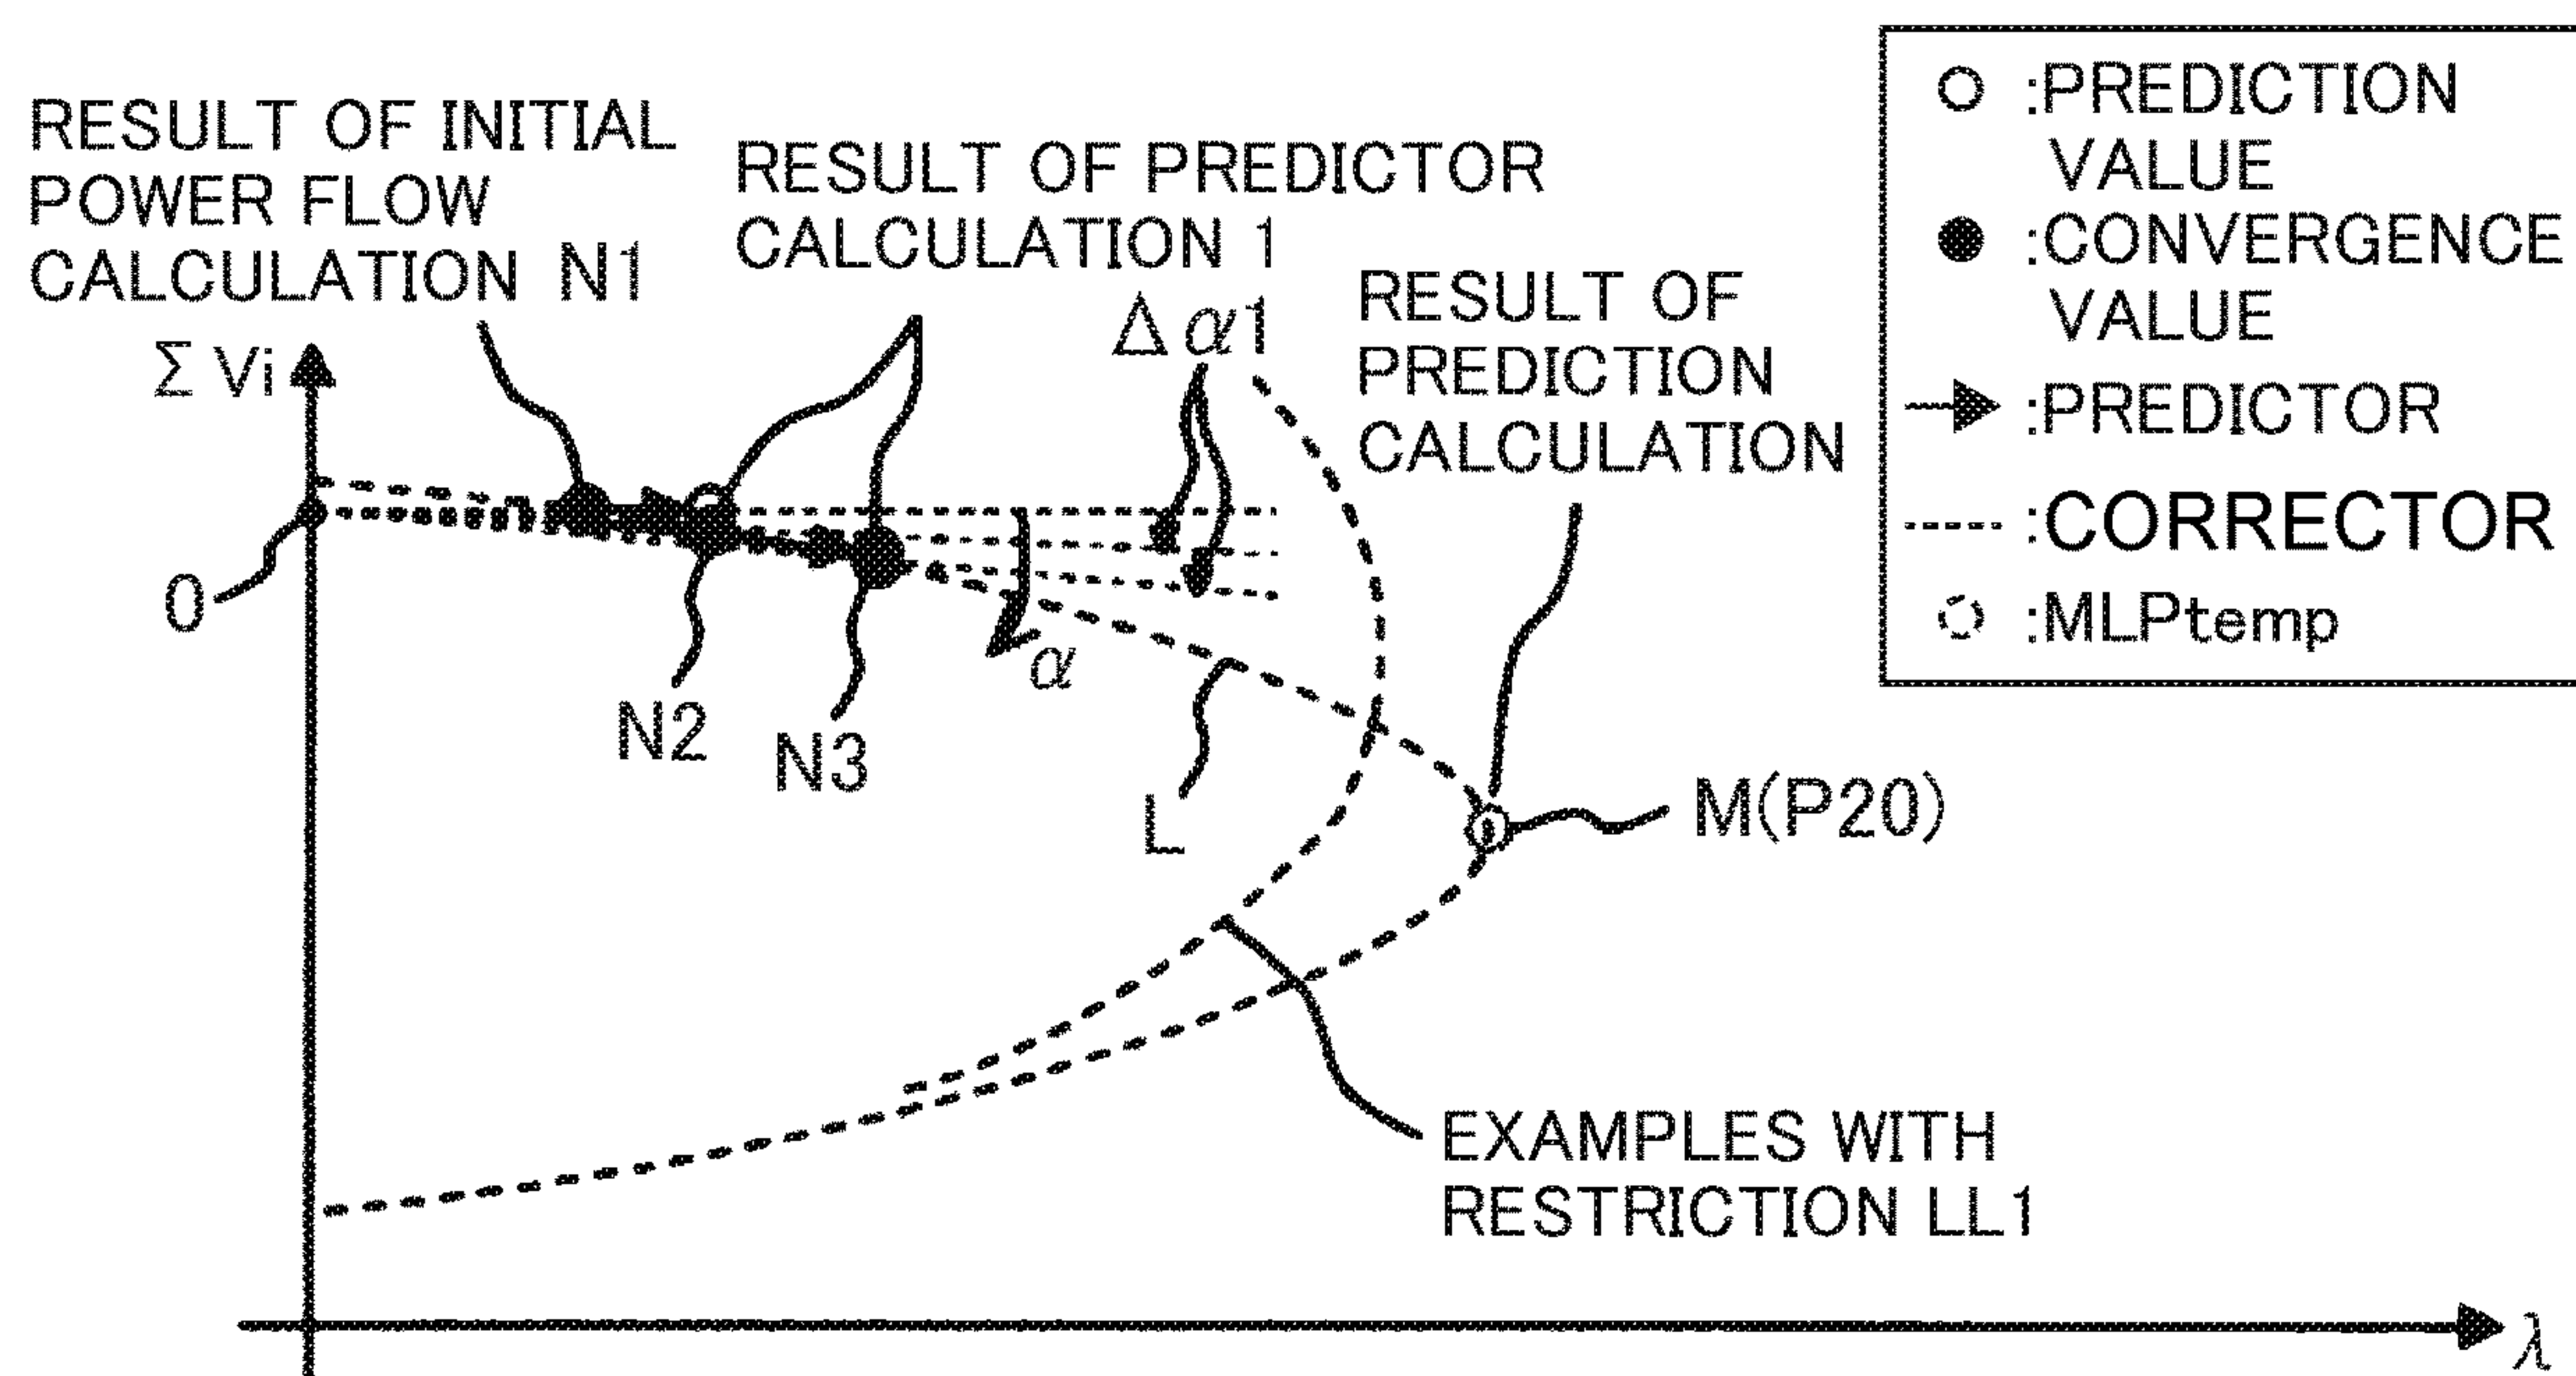 RESULT OF INITIAL
POWER FLOW
CALCULATION N1
RESULT OF PREDICTOR
CALCULATION 1
Δα1
RESULT OF
PREDICTION
CALCULATION
ΣVi
0
N2
N3
α
L
M(P20)
EXAMPLES WITH
RESTRICTION LL1
λ
:PREDICTION
VALUE
:CONVERGENCE
VALUE
:PREDICTOR
:CORRECTOR
:MLPtemp